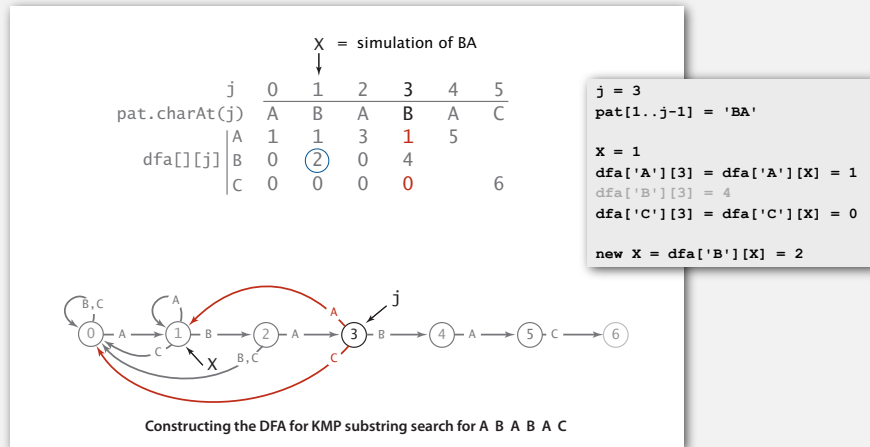 X = simulation of BA
j 0 1 2 3 4 5
pat.charAt(j) A B A B A C
A 1 1 3 1 5
dfa[][j] B 0 2 0 4
C 0 0 0 0 6
j = 3
pat[1..j-1] = 'BA'
X = 1
dfa['A'][3] = dfa['A'][X] = 1
dfa['B'][3] = 4
dfa['C'][3] = dfa['C'][X] = 0
new X = dfa['B'][X] = 2
B,C A A j
0 A 1 B 2 A 3 B 4 A 5 C 6
C X B,C C
Constructing the DFA for KMP substring search for A B A B A C